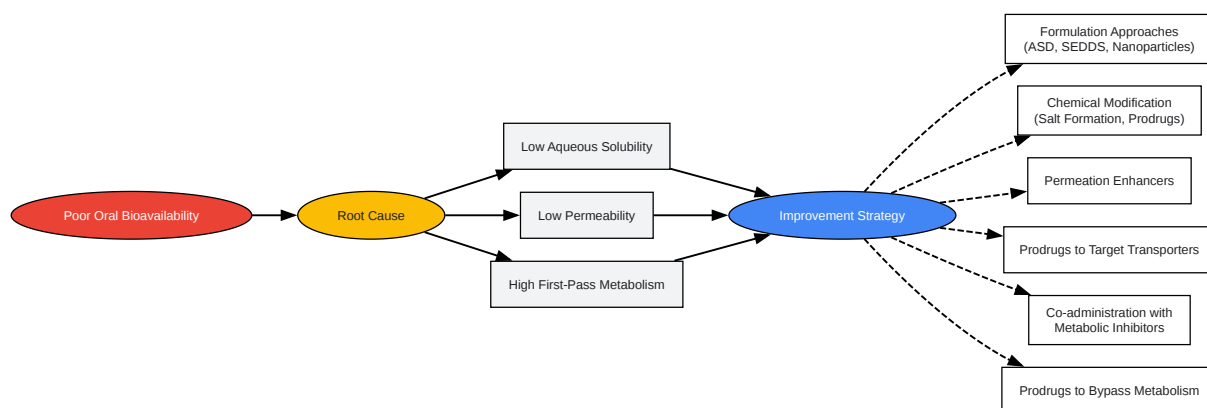 Poor Oral Bioavailability
Root Cause
Low Aqueous Solubility
Low Permeability
High First-Pass Metabolism
Improvement Strategy
Formulation Approaches
(ASD, SEDDS, Nanoparticles)
Chemical Modification
(Salt Formation, Prodrugs)
Permeation Enhancers
Prodrugs to Target Transporters
Co-administration with
Metabolic Inhibitors
Prodrugs to Bypass Metabolism